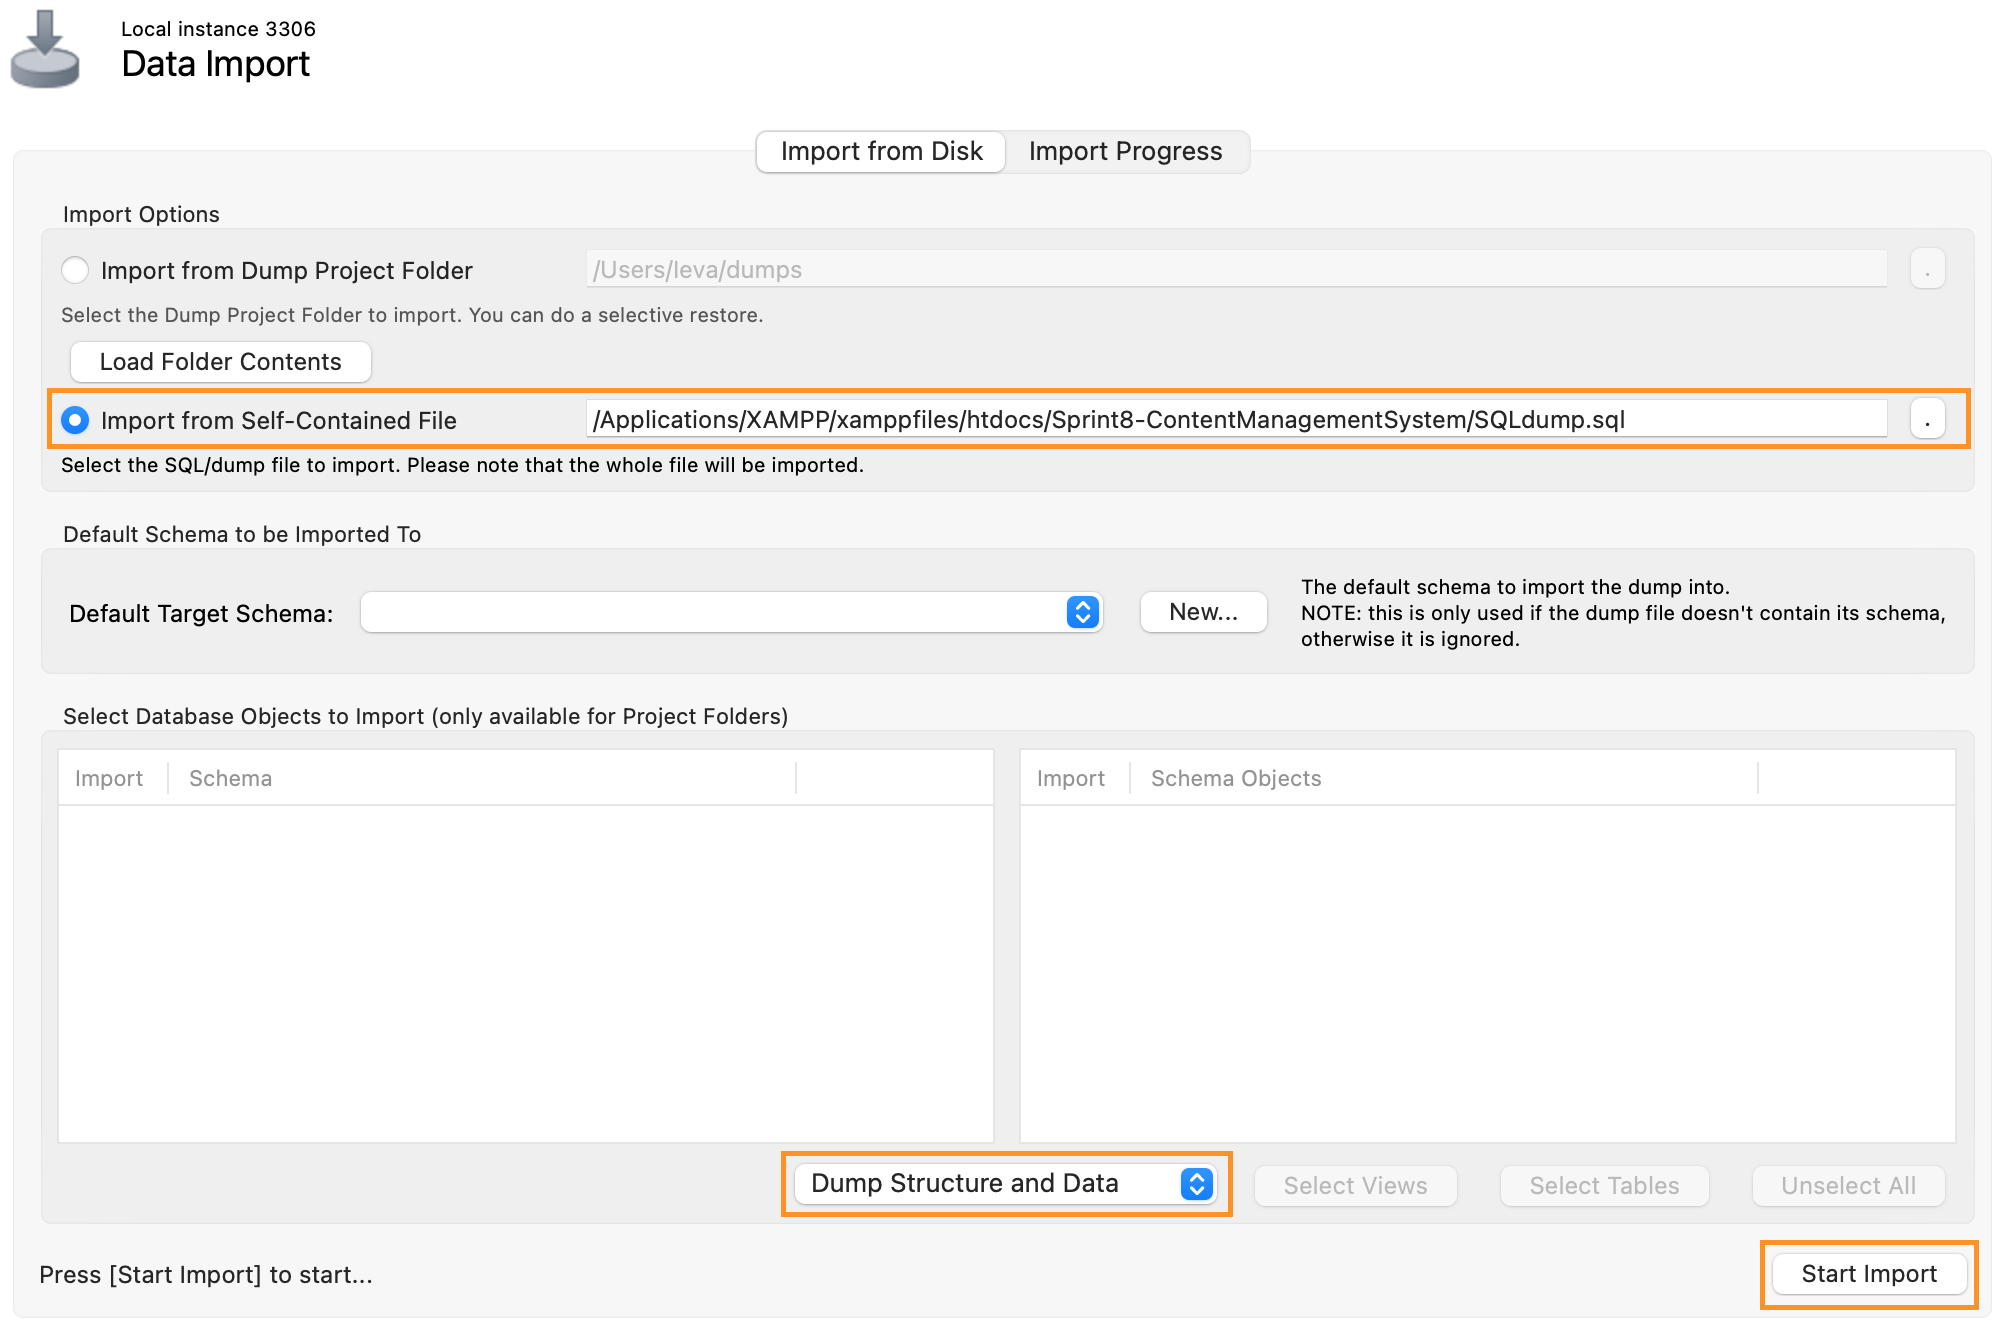 Local instance 3306
Data Import
Import from Disk
Import Progress
Import Options
Import from Dump Project Folder
/Users/leva/dumps
.
Select the Dump Project Folder to import. You can do a selective restore.
Load Folder Contents
Import from Self-Contained File
/Applications/XAMPP/xamppfiles/htdocs/Sprint8-ContentManagementSystem/SQLdump.sql
.
Select the SQL/dump file to import. Please note that the whole file will be imported.
Default Schema to be Imported To
Default Target Schema:
New...
The default schema to import the dump into.
NOTE: this is only used if the dump file doesn't contain its schema,
otherwise it is ignored.
Select Database Objects to Import (only available for Project Folders)
Import
Schema
Import
Schema Objects
Dump Structure and Data
Select Views
Select Tables
Unselect All
Press [Start Import] to start...
Start Import